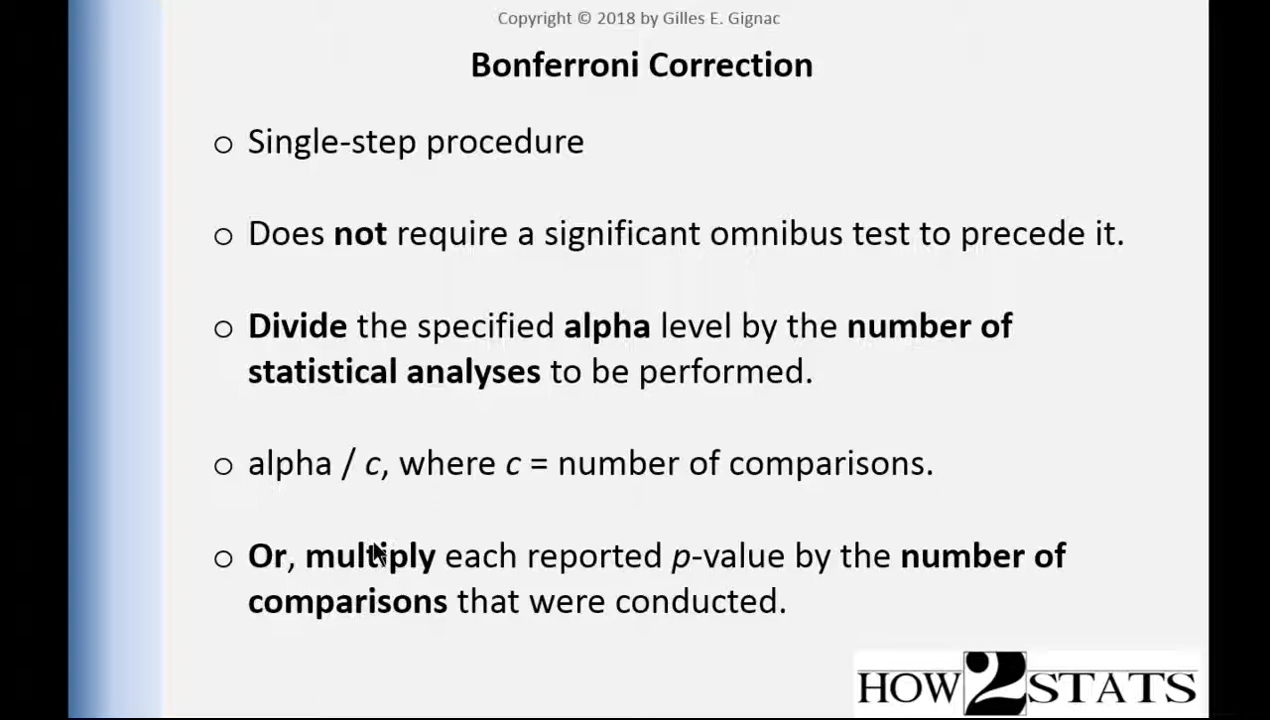 Copyright © 2018 by Gilles E. Gignac
Bonferroni Correction
o Single-step procedure
o Does not require a significant omnibus test to precede it.
o Divide the specified alpha level by the number of
statistical analyses to be performed.
o alpha / c, where c = number of comparisons.
o Or, multiply each reported p-value by the number of
comparisons that were conducted.
HOW2STATS